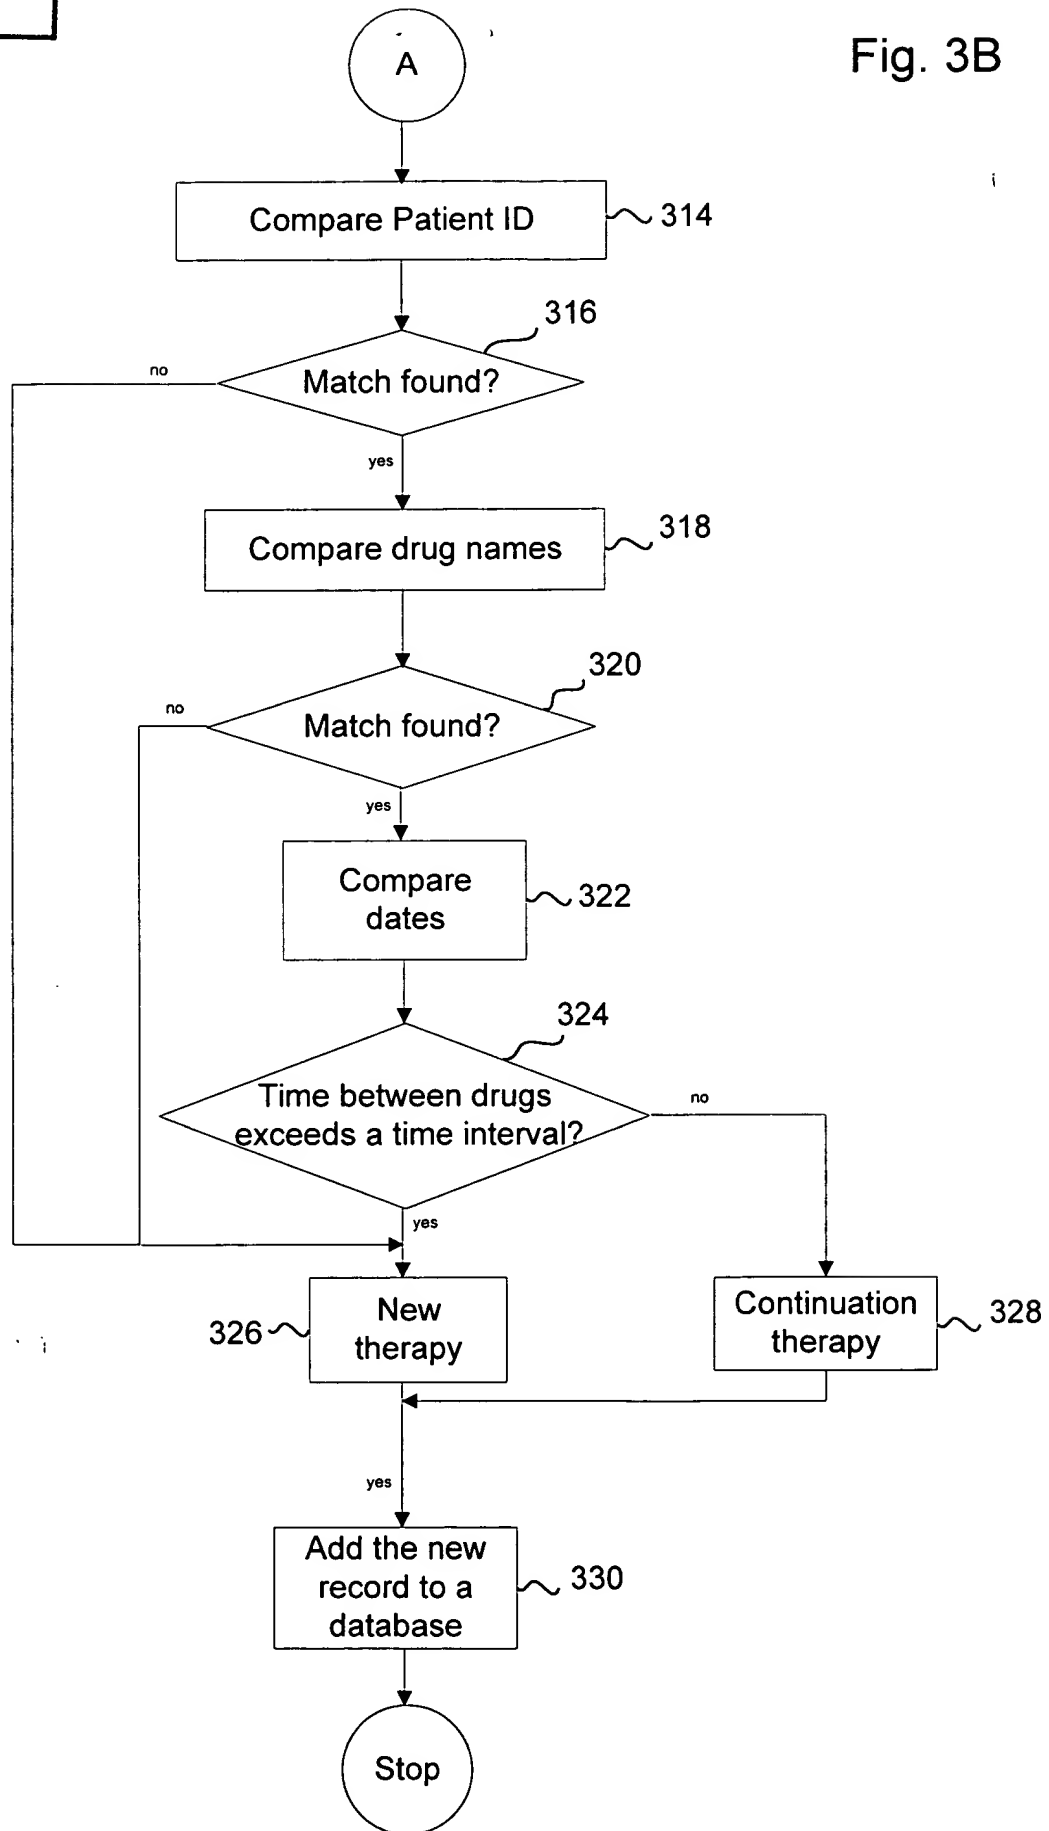 Fig. 3B
A
Compare Patient ID
314
316
no
Match found?
yes
318
Compare drug names
320
no
Match found?
yes
Compare
dates
322
324
Time between drugs
exceeds a time interval?
no
yes
326
New
therapy
Continuation
therapy
328
yes
Add the new
record to a
database
330
Stop